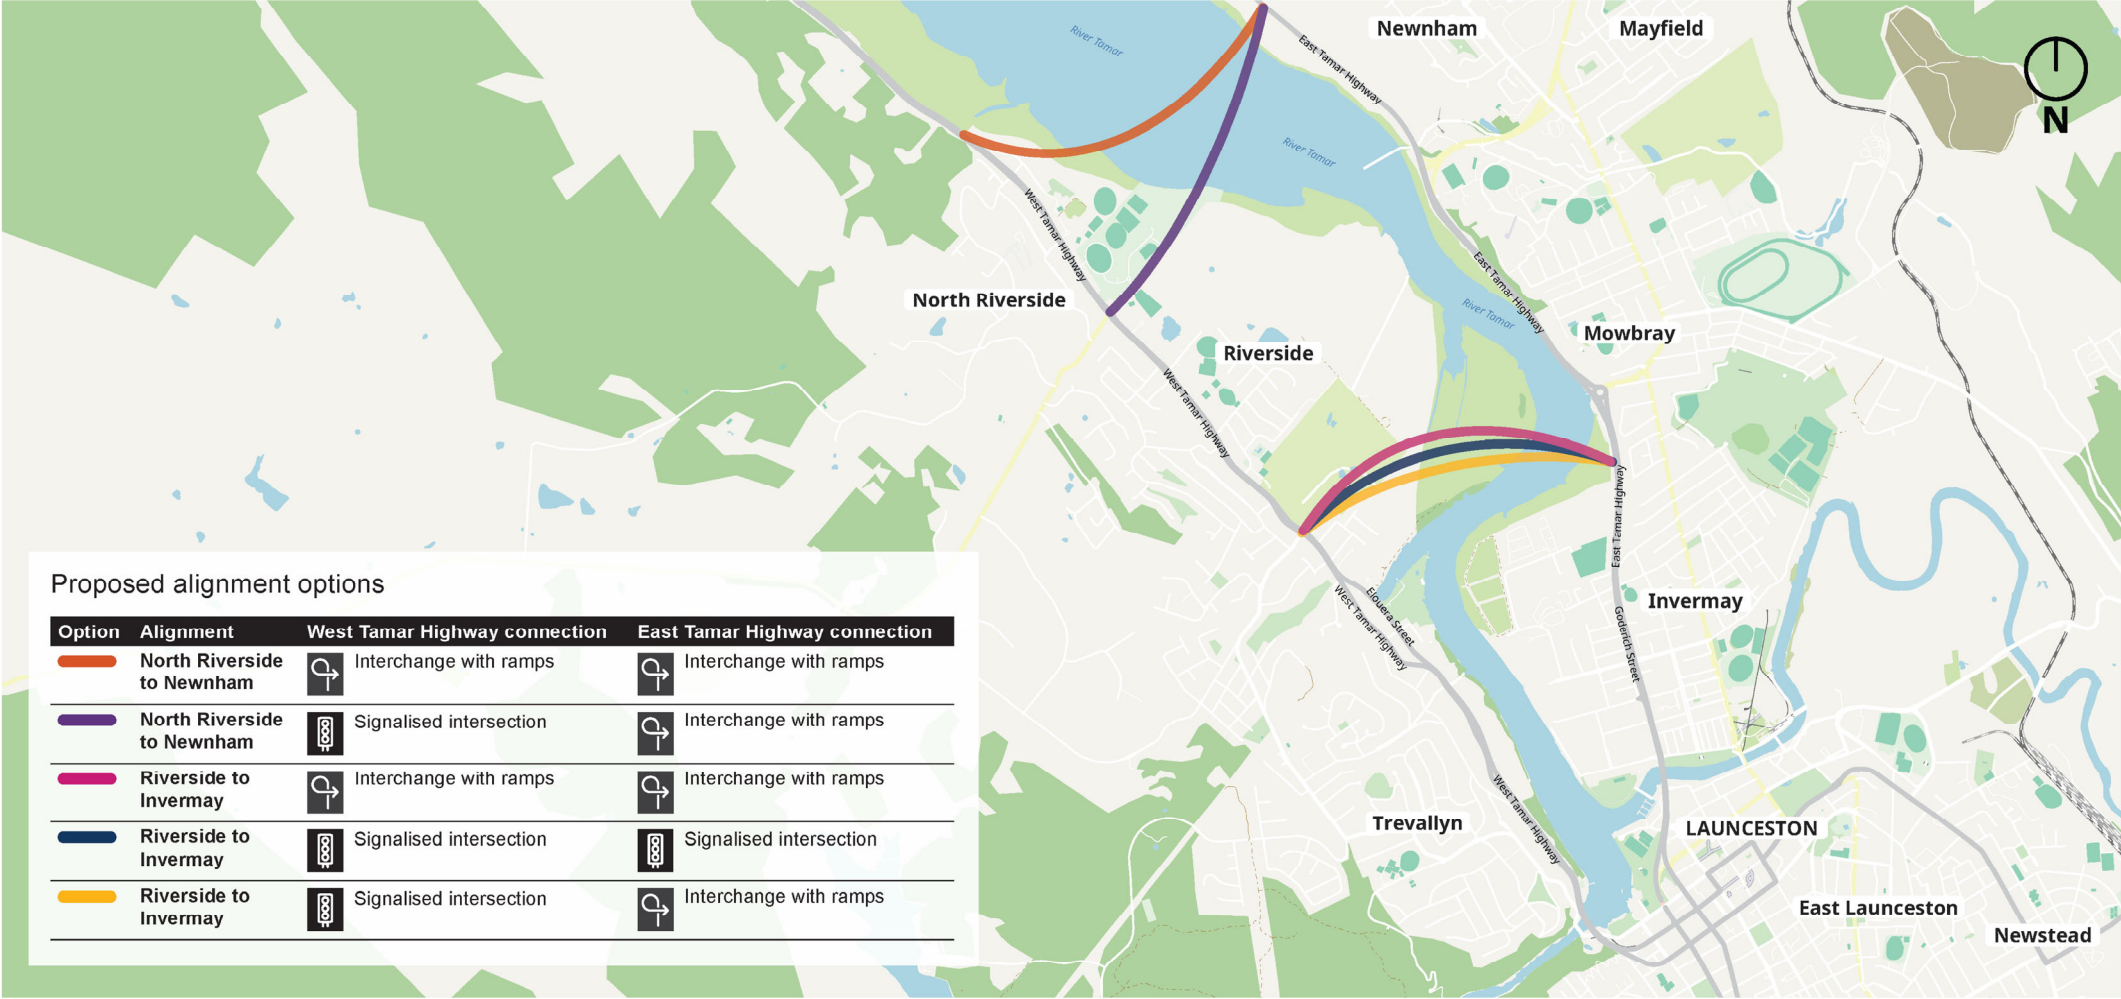 Newnham
Mayfield
River Tamar
East Tamar Highway
N
River Tamar
West Tamar Highway
East Tamar Highway
North Riverside
River Tamar
Mowbray
Riverside
West Tamar Highway
East Tamar Highway
Invermay
Elouera Street
West Tamar Highway
Goderich Street
West Tamar Highway
Trevallyn
LAUNCESTON
East Launceston
Newstead
Proposed alignment options
Option Alignment West Tamar Highway connection East Tamar Highway connection
North Riverside
to Newnham
Interchange with ramps
Interchange with ramps
North Riverside
to Newnham
Signalised intersection
Interchange with ramps
Riverside to
Invermay
Interchange with ramps
Interchange with ramps
Riverside to
Invermay
Signalised intersection
Signalised intersection
Riverside to
Invermay
Signalised intersection
Interchange with ramps